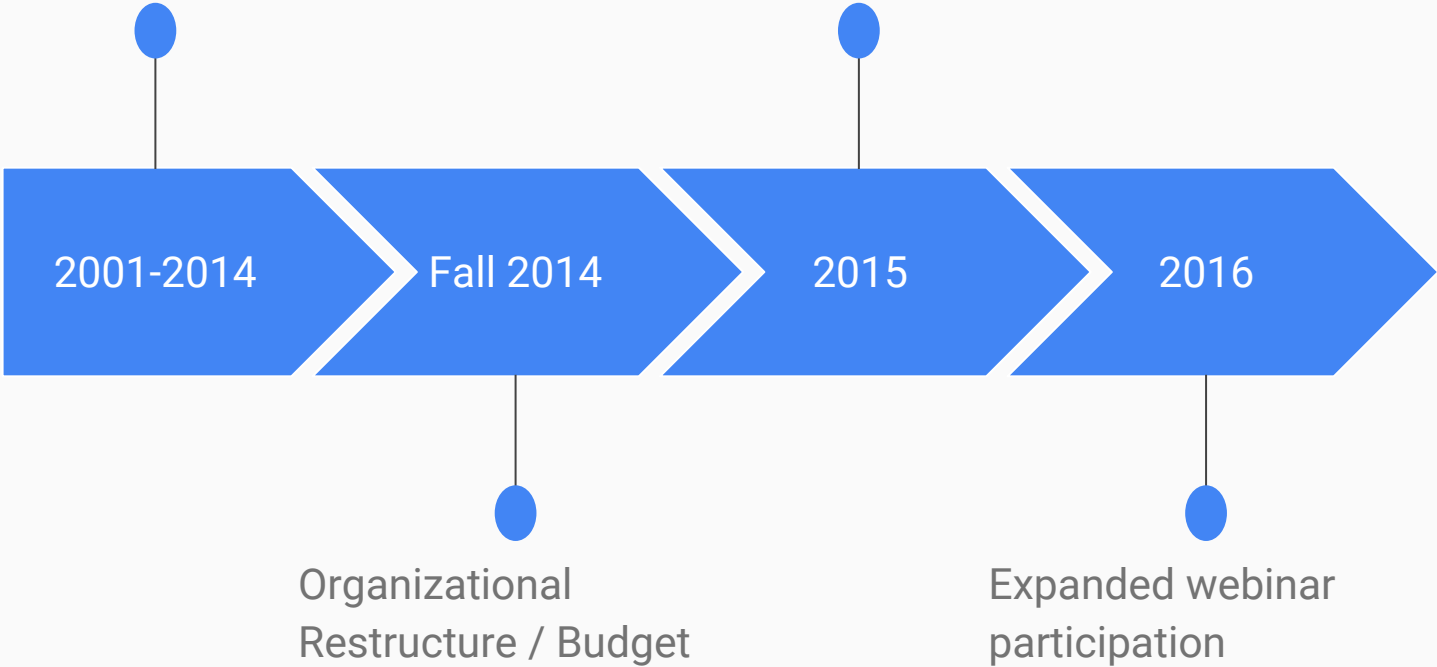 2001-2014
Fall 2014
2015
2016
Organizational
Restructure / Budget
Expanded webinar
participation